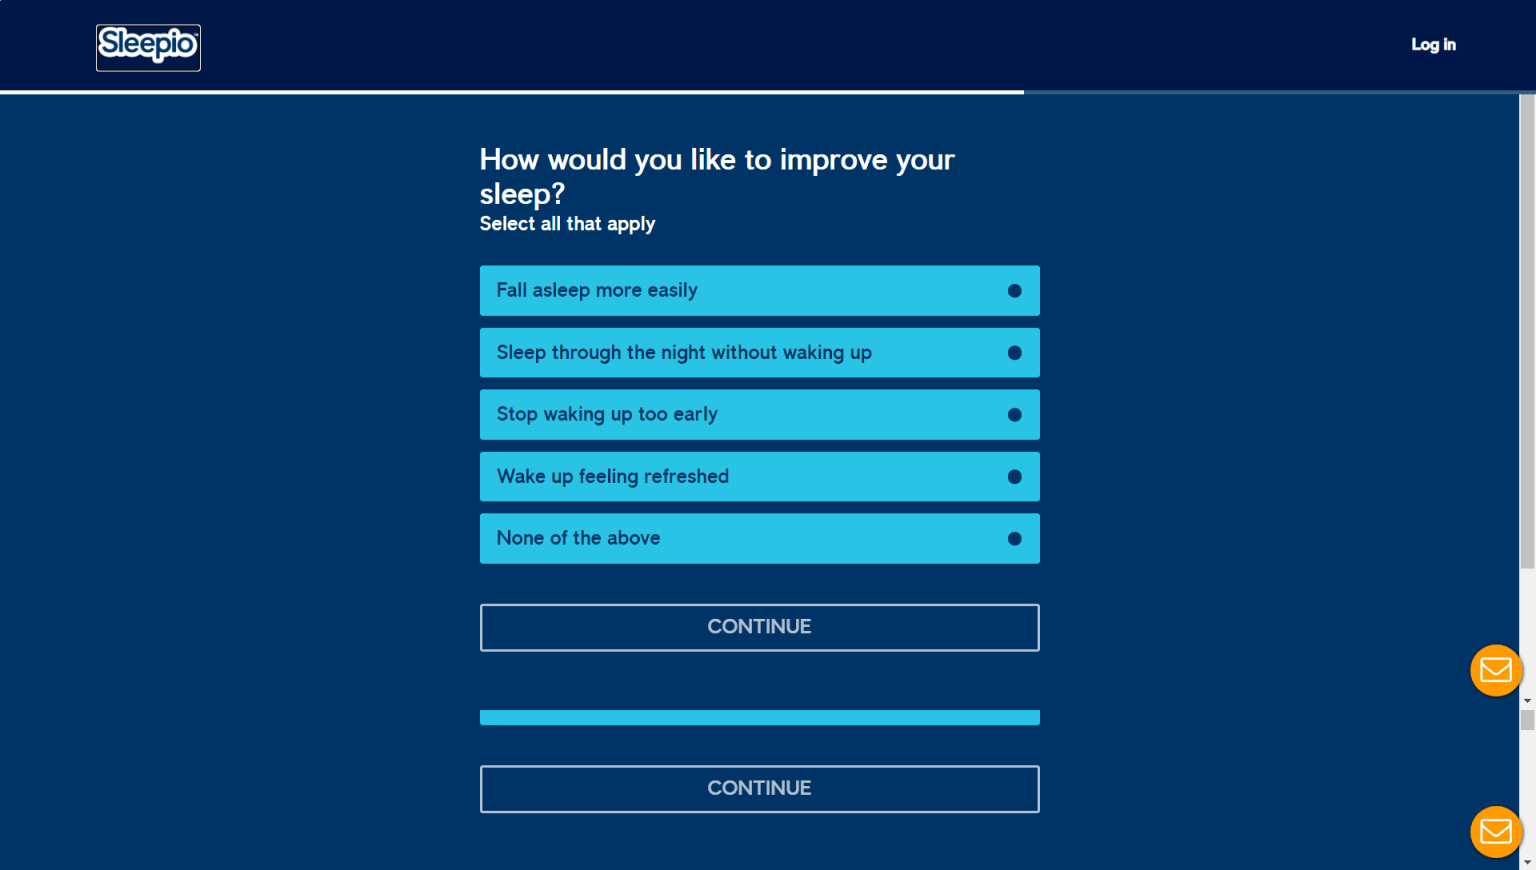 Sleepio™
Log in
How would you like to improve your
sleep?
Select all that apply
Fall asleep more easily
Sleep through the night without waking up
Stop waking up too early
Wake up feeling refreshed
None of the above
CONTINUE
CONTINUE